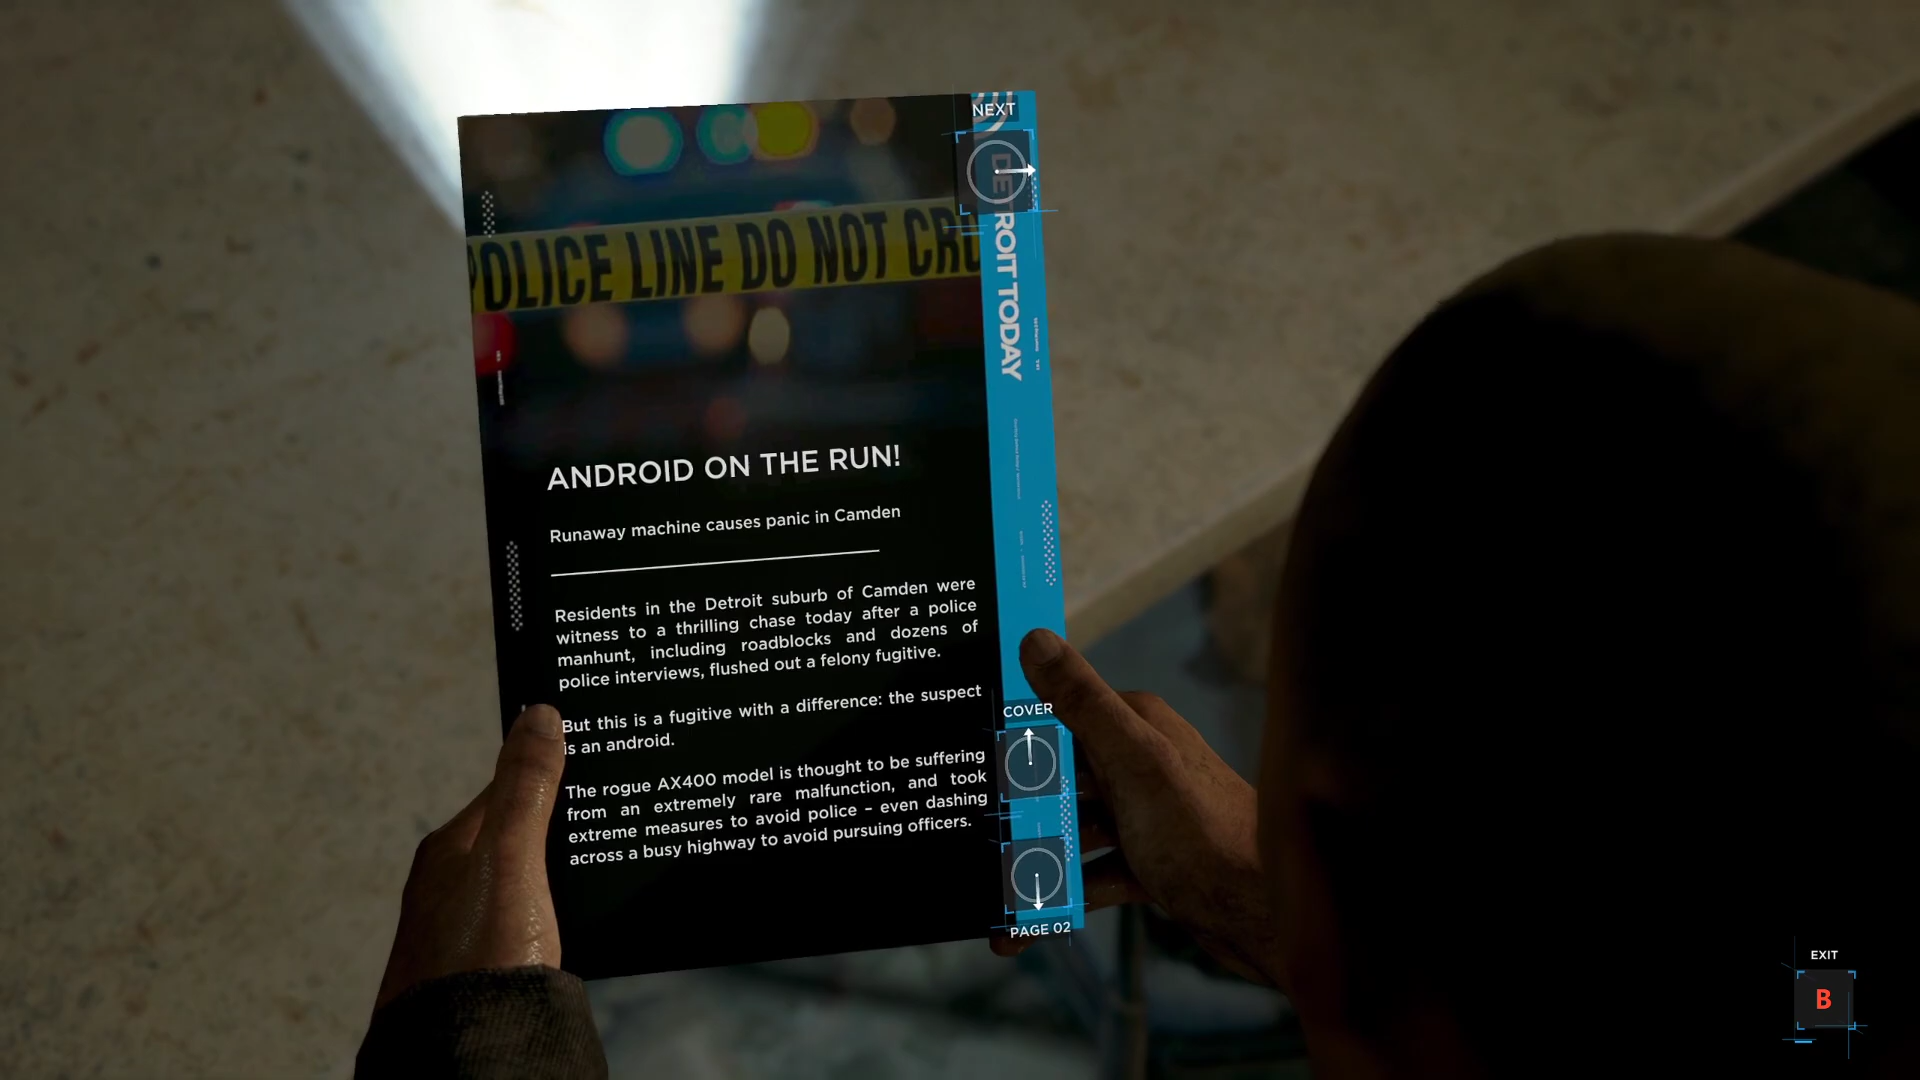 NEXT
DETROIT TODAY
POLICE LINE DO NOT CRO
ANDROID ON THE RUN!
Runaway machine causes panic in Camden
Residents in the Detroit suburb of Camden were
witness to a thrilling chase today after a police
manhunt, including roadblocks and dozens of
police interviews, flushed out a felony fugitive.
But this is a fugitive with a difference: the suspect
is an android.
The rogue AX400 model is thought to be suffering
from an extremely rare malfunction, and took
extreme measures to avoid police – even dashing
across a busy highway to avoid pursuing officers.
COVER
PAGE 02
EXIT
B